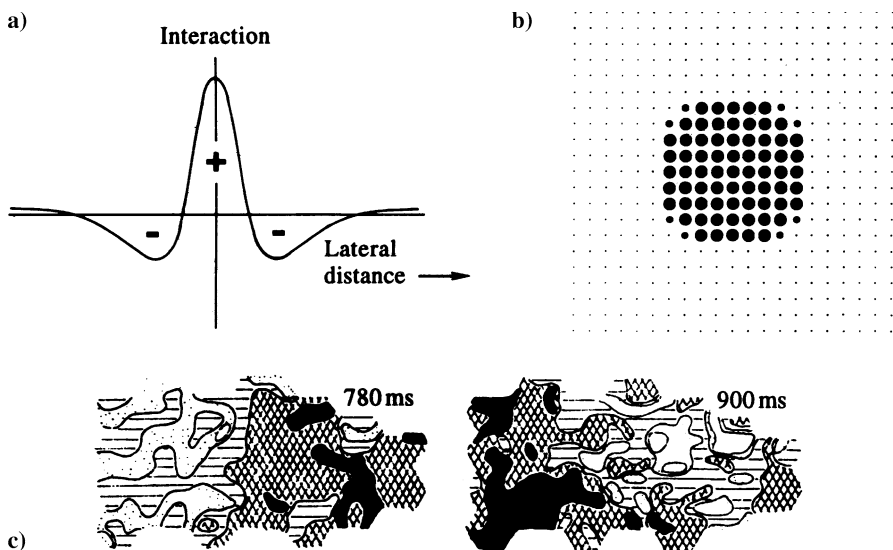 a)
b)
Interaction
+
- -
Lateral
distance
780 ms
900 ms
c)